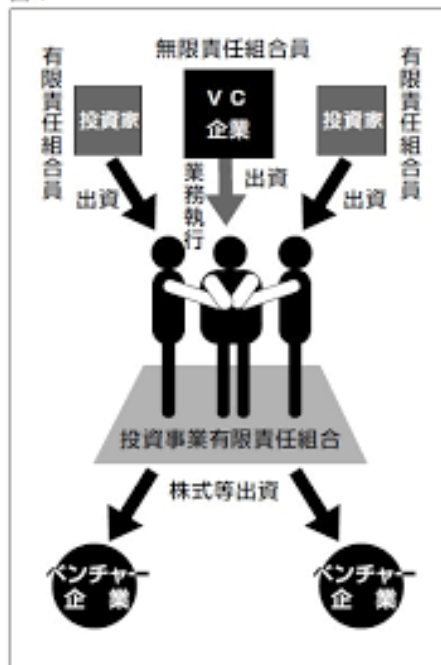 無限責任組合員
有限責任組合員
投資家
VC
企業
投資家
有限責任組合員
出資
業務執行
出資
出資
投資事業有限責任組合
株式等出資
ベンチャー
企業
ベンチャー
企業